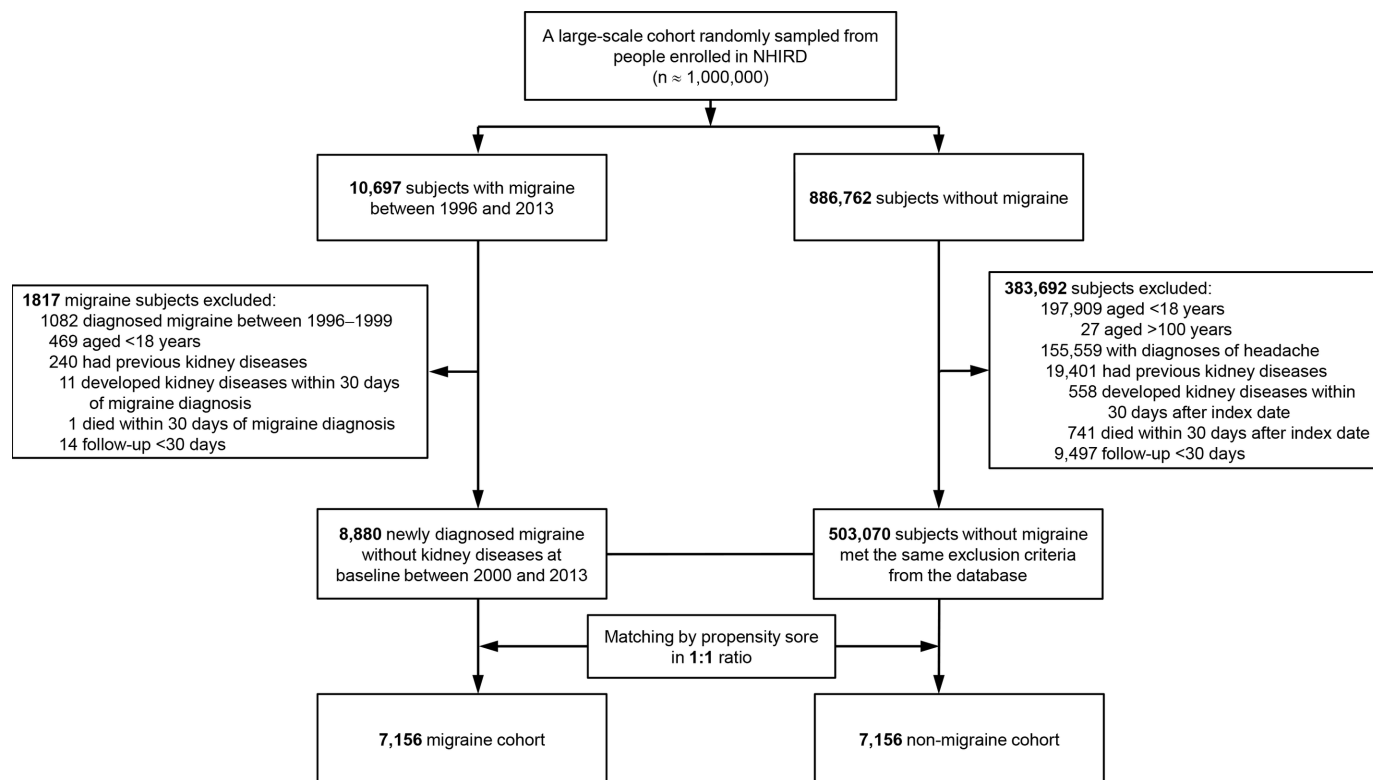 A large-scale cohort randomly sampled from
people enrolled in NHIRD
(n ≈ 1,000,000)
10,697 subjects with migraine
between 1996 and 2013
886,762 subjects without migraine
1817 migraine subjects excluded:
1082 diagnosed migraine between 1996–1999
469 aged <18 years
240 had previous kidney diseases
11 developed kidney diseases within 30 days
of migraine diagnosis
1 died within 30 days of migraine diagnosis
14 follow-up <30 days
383,692 subjects excluded:
197,909 aged <18 years
27 aged >100 years
155,559 with diagnoses of headache
19,401 had previous kidney diseases
558 developed kidney diseases within
30 days after index date
741 died within 30 days after index date
9,497 follow-up <30 days
8,880 newly diagnosed migraine
without kidney diseases at
baseline between 2000 and 2013
503,070 subjects without migraine
met the same exclusion criteria
from the database
Matching by propensity sore
in 1:1 ratio
7,156 migraine cohort
7,156 non-migraine cohort